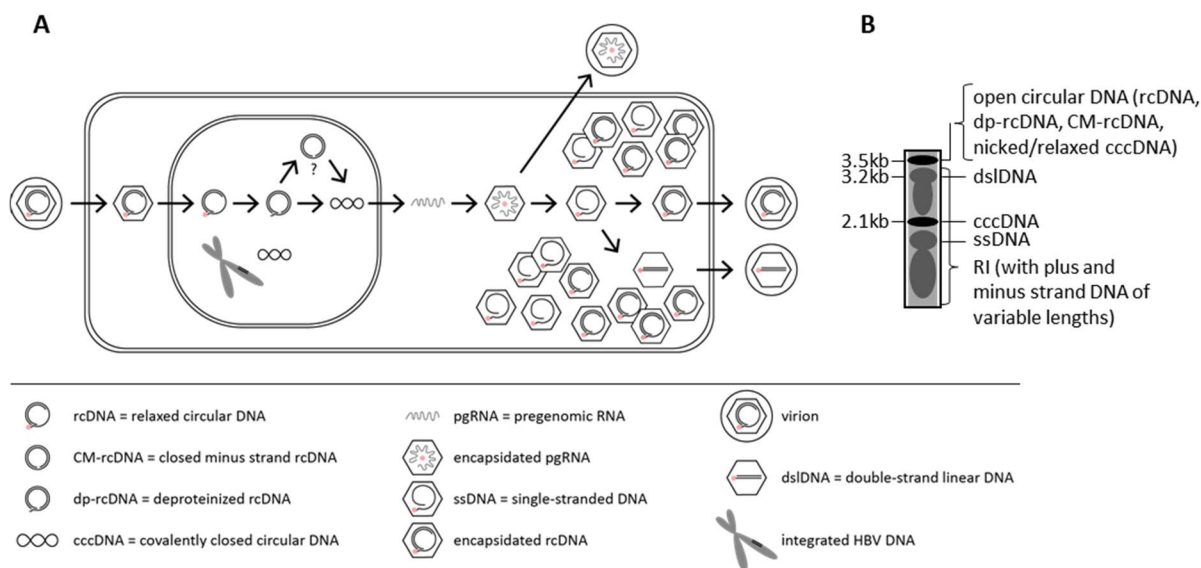 A
B
?
open circular DNA (rcDNA,
dp-rcDNA, CM-rcDNA,
nicked/relaxed cccDNA)
3.5kb
3.2kb
dslDNA
2.1kb
cccDNA
ssDNA
RI (with plus and
minus strand DNA of
variable lengths)
rcDNA = relaxed circular DNA
CM-rcDNA = closed minus strand rcDNA
dp-rcDNA = deproteinized rcDNA
cccDNA = covalently closed circular DNA
pgRNA = pregenomic RNA
encapsidated pgRNA
ssDNA = single-stranded DNA
encapsidated rcDNA
virion
dslDNA = double-strand linear DNA
integrated HBV DNA